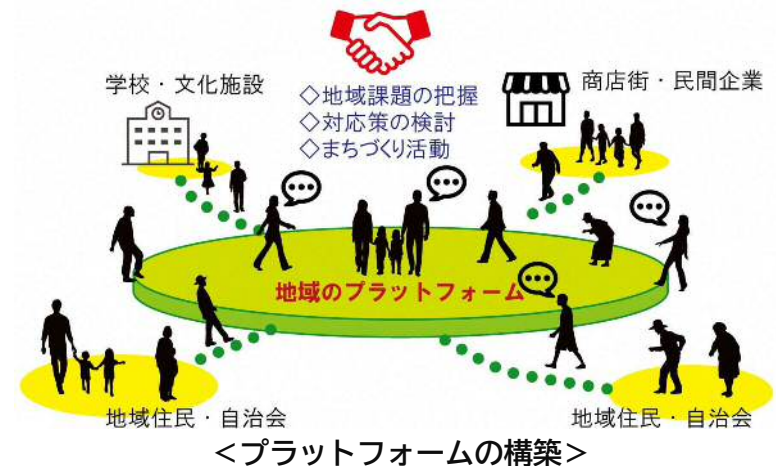 学校・文化施設
◇地域課題の把握
◇対応策の検討
◇まちづくり活動
商店街・民間企業
地域のプラットフォーム
地域住民・自治会
地域住民・自治会
＜プラットフォームの構築＞